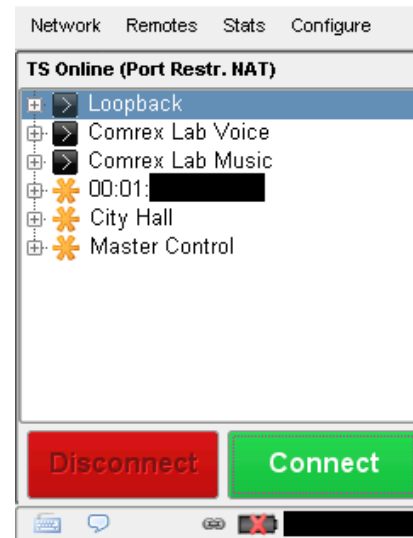 Network Remotes Stats Configure
TS Online (Port Restr. NAT)
Loopback
Comrex Lab Voice
Comrex Lab Music
00:01:
City Hall
Master Control
Disconnect Connect